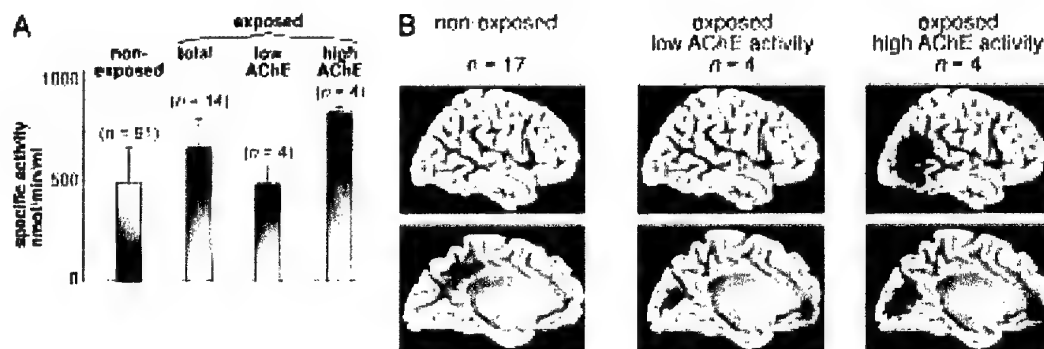 A
exposed
non-
exposed
total
low
AChE
high
AChE
1000
500
0
(n = 14)
(n = 4)
(n = 4)
specific activity
nmol/min/ml
B
non-exposed
n = 17
exposed
low AChE activity
n = 4
exposed
high AChE activity
n = 4